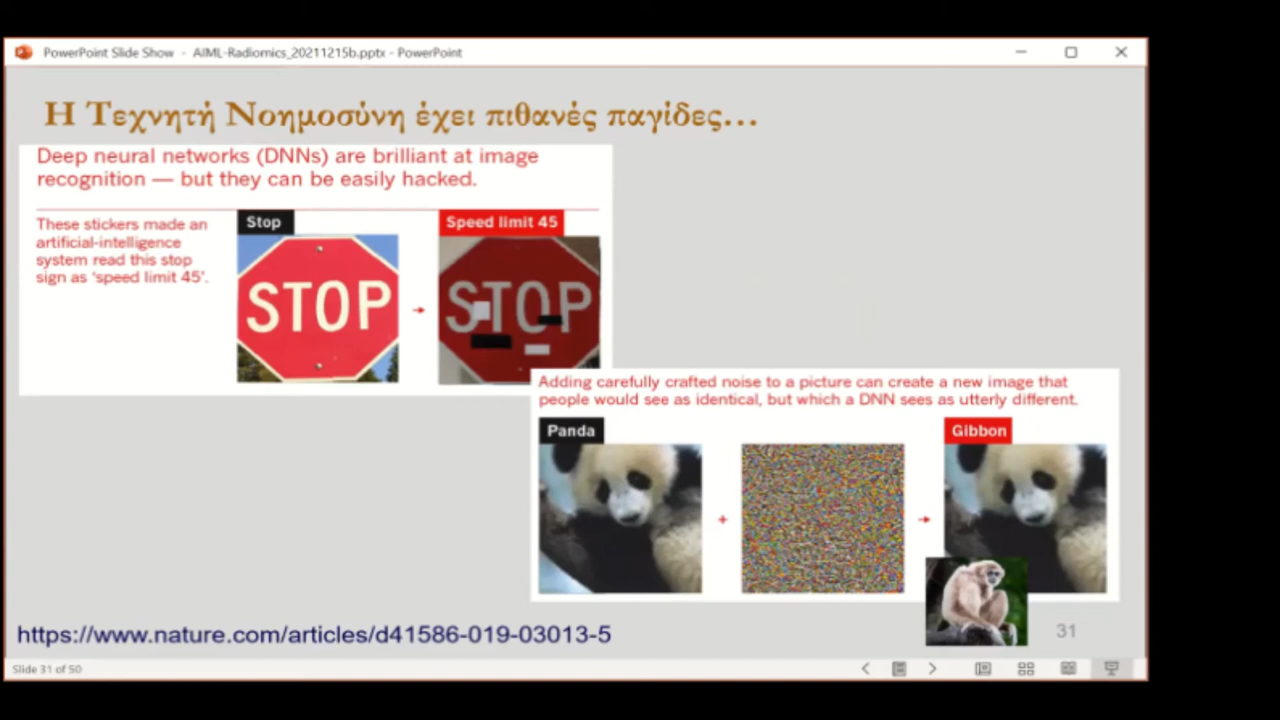 PowerPoint Slide Show - AIML-Radiomics_20211215b.pptx - PowerPoint
Η Τεχνητή Νοημοσύνη έχει πιθανές παγίδες...
Deep neural networks (DNNs) are brilliant at image
recognition — but they can be easily hacked.
These stickers made an
artificial-intelligence
system read this stop
sign as ‘speed limit 45’.
Stop
STOP
Speed limit 45
STOP
Adding carefully crafted noise to a picture can create a new image that
people would see as identical, but which a DNN sees as utterly different.
Panda
+
Gibbon
https://www.nature.com/articles/d41586-019-03013-5
31
Slide 31 of 50